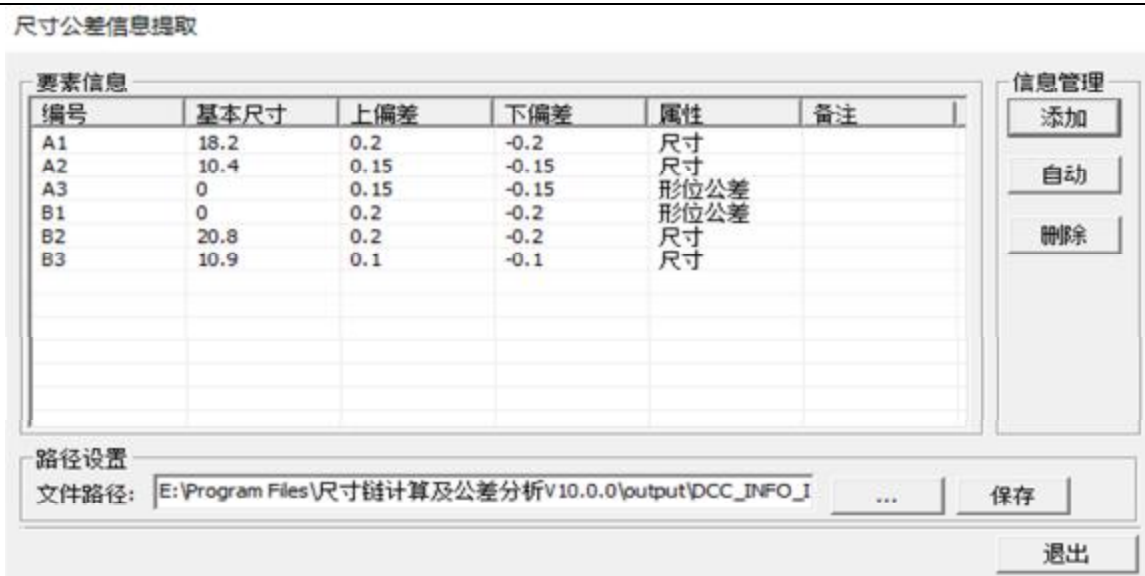 尺寸公差信息提取
要素信息
信息管理
编号 基本尺寸 上偏差 下偏差 属性 备注
添加
A1 18.2 0.2 -0.2 尺寸
A2 10.4 0.15 -0.15 尺寸
自动
A3 0 0.15 -0.15 形位公差
B1 0 0.2 -0.2 形位公差
B2 20.8 0.2 -0.2 尺寸
删除
B3 10.9 0.1 -0.1 尺寸
路径设置
文件路径: E:\Program Files\尺寸链计算及公差分析V10.0.0\output\DCC_INFO_I ... 保存
退出